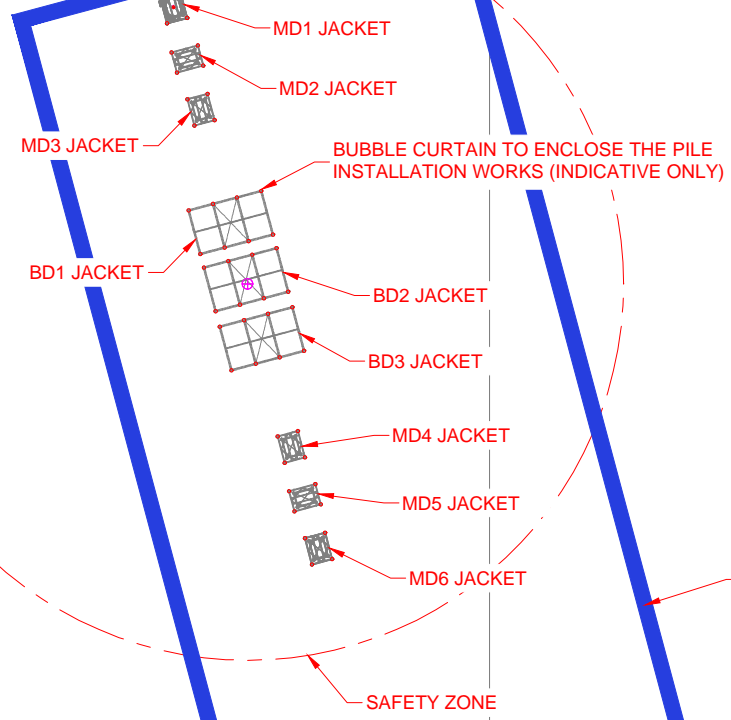 MD1 JACKET
MD2 JACKET
MD3 JACKET
BUBBLE CURTAIN TO ENCLOSE THE PILE
INSTALLATION WORKS (INDICATIVE ONLY)
BD1 JACKET
BD2 JACKET
BD3 JACKET
MD4 JACKET
MD5 JACKET
MD6 JACKET
SAFETY ZONE